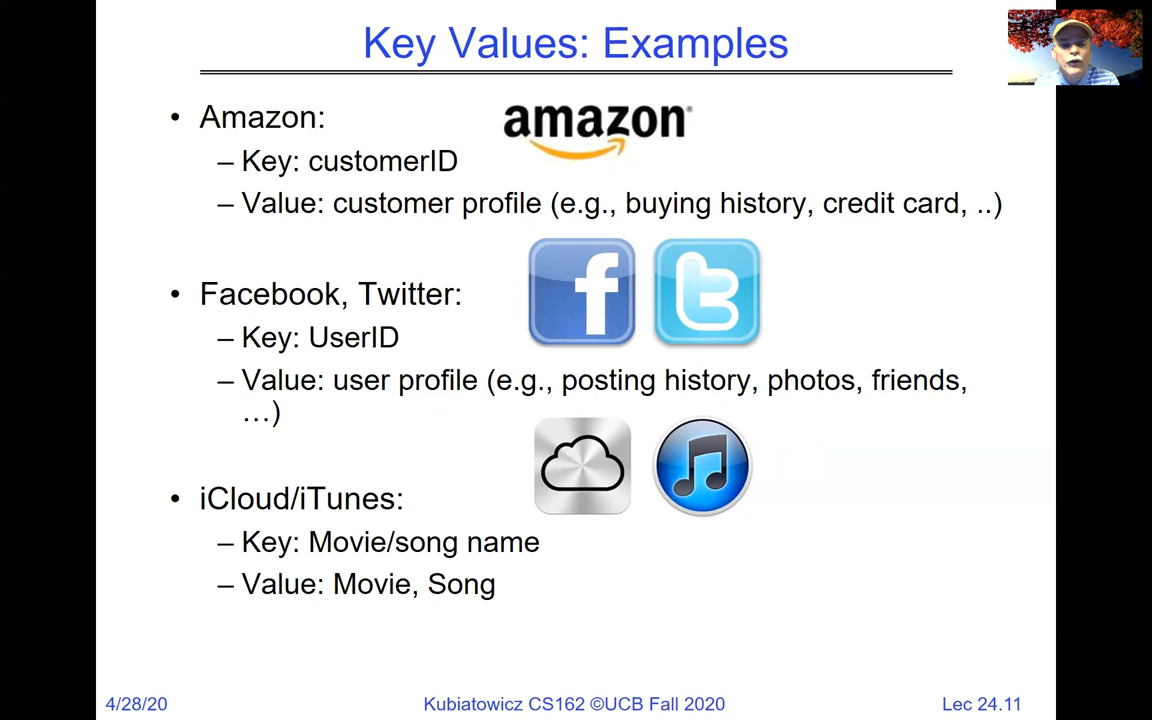 Key Values: Examples
• Amazon:
amazon®
– Key: customerID
– Value: customer profile (e.g., buying history, credit card, ..)
• Facebook, Twitter:
f
t
– Key: UserID
– Value: user profile (e.g., posting history, photos, friends,
…)
• iCloud/iTunes:
– Key: Movie/song name
– Value: Movie, Song
4/28/20
Kubiatowicz CS162 ©UCB Fall 2020
Lec 24.11